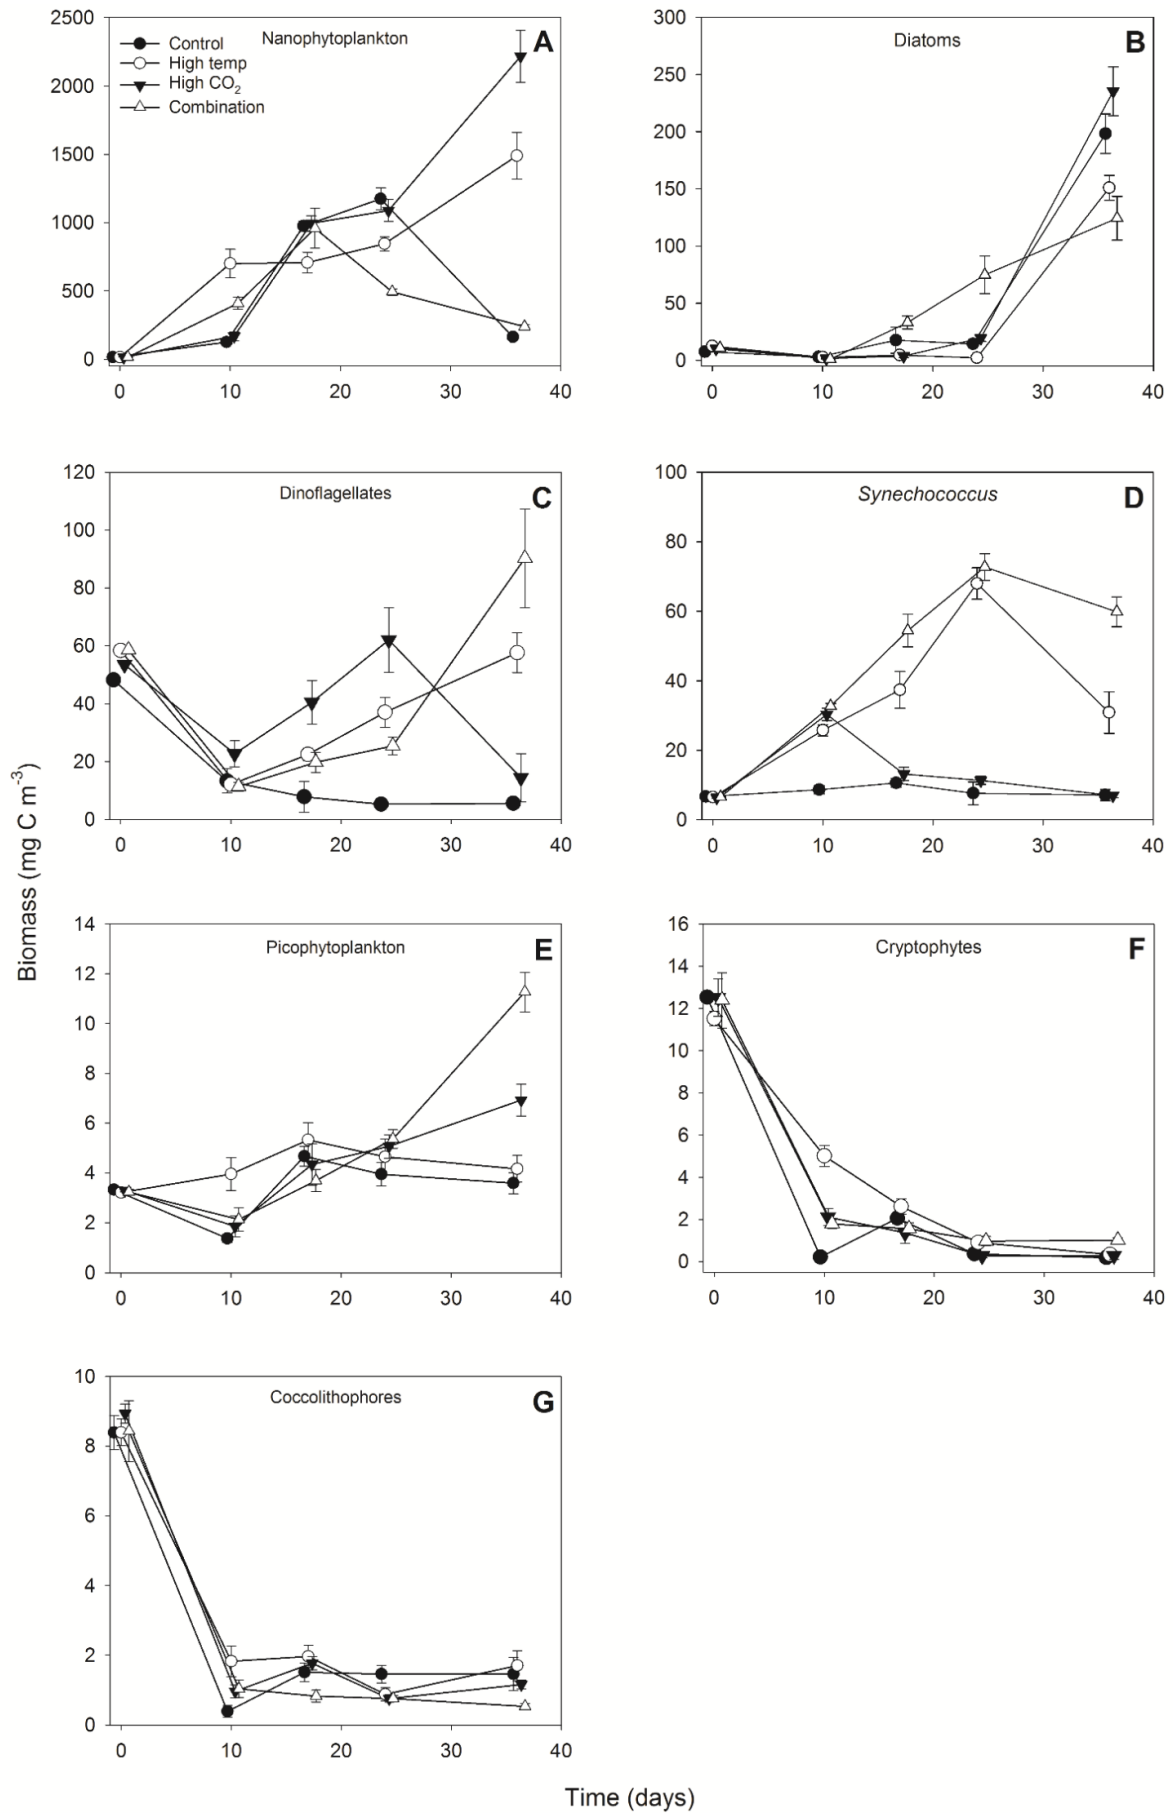 Nanophytoplankton
A
Control
High temp
High CO2
Combination
2500
2000
1500
1000
500
0
0 10 20 30 40
Diatoms
B
300
250
200
150
100
50
0
0 10 20 30 40
Dinoflagellates
C
120
100
80
60
40
20
0
0 10 20 30 40
Synechococcus
D
100
80
60
40
20
0
0 10 20 30 40
Biomass (mg C m-3)
Picophytoplankton
E
14
12
10
8
6
4
2
0
0 10 20 30 40
Cryptophytes
F
16
14
12
10
8
6
4
2
0
0 10 20 30 40
Coccolithophores
G
10
8
6
4
2
0
0 10 20 30 40
Time (days)